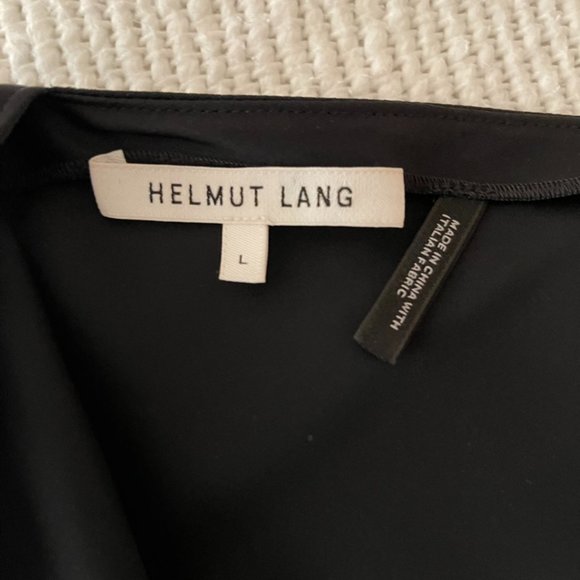 HELMUT LANG
L
MADE IN CHINA WITH
ITALIAN FABRIC